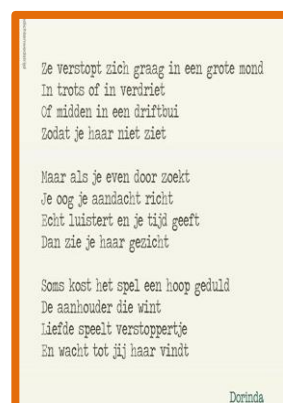 Ze verstopt zich graag in een grote mond
In trots of in verdriet
Of midden in een driftbui
Zodat je haar niet ziet
Maar als je even door zoekt
Je oog je aandacht richt
Echt luistert en je tijd geeft
Dan zie je haar gezicht
Soms kost het spel een hoop geduld
De aanhouder die wint
Liefde speelt verstoppertje
En wacht tot jij haar vindt
Dorinda